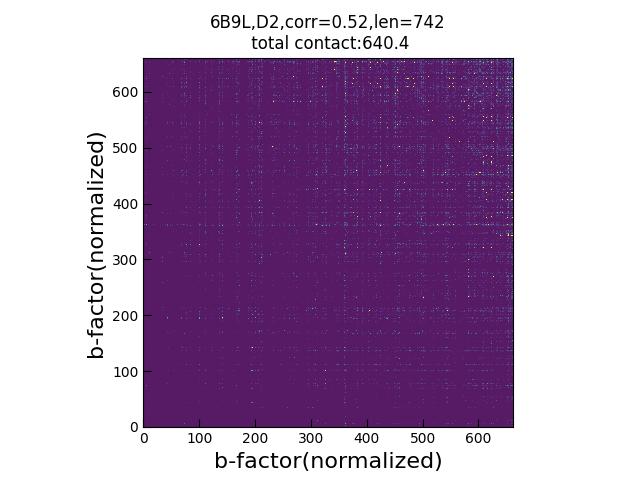 6B9L,D2,corr=0.52,len=742
total contact:640.4
b-factor(normalized)
600
500
400
300
200
100
0
0 100 200 300 400 500 600
b-factor(normalized)